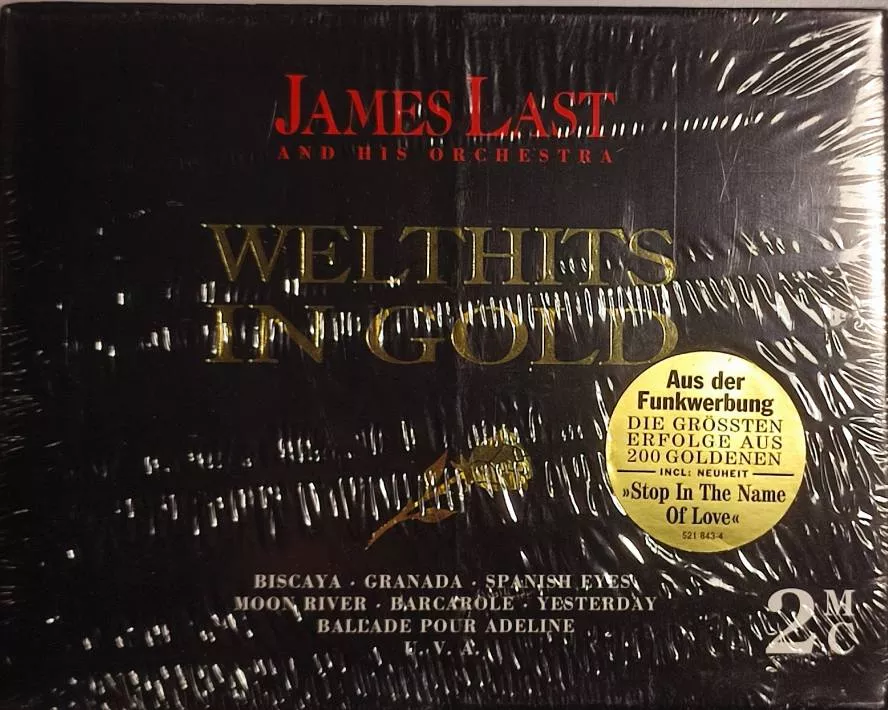 JAMES LAST
AND HIS ORCHESTRA
WELTHITS
IN GOLD
Aus der
Funkwerbung
DIE GRÖSSTEN
ERFOLGE AUS
200 GOLDENEN
INCL: NEUHEIT
»Stop In The Name
Of Love«
521 843-4
BISCAYA · GRANADA · SPANISH EYES
MOON RIVER · BARCAROLE · YESTERDAY
BALLADE POUR ADELINE
U. V. A.
2 MC